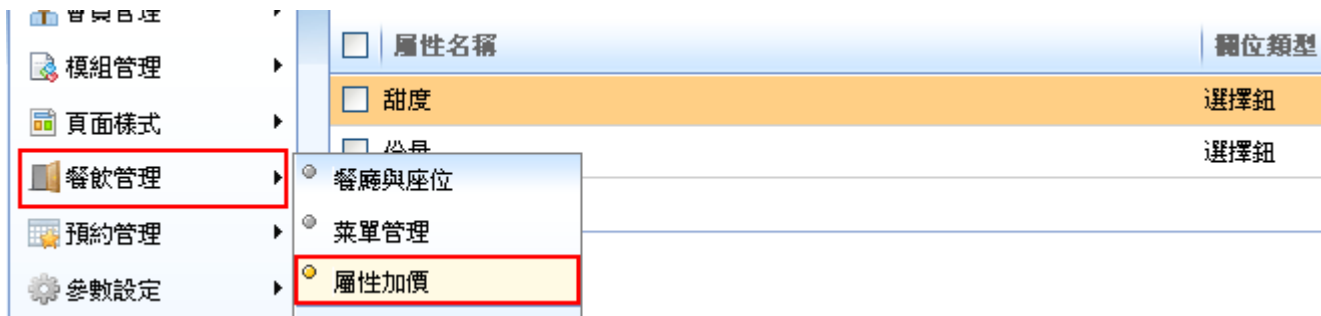 會員管理
模組管理
頁面樣式
餐飲管理
預約管理
參數設定
餐廳與座位
菜單管理
屬性加價
屬性名稱 欄位類型
甜度 選擇鈕
份量 選擇鈕